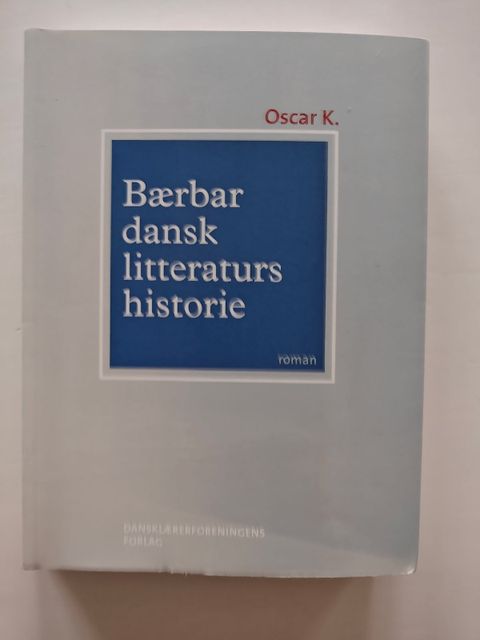 Oscar K.
Bærbar
dansk
litteraturs
historie
roman
DANSKLÆRERFORENINGENS
FORLAG